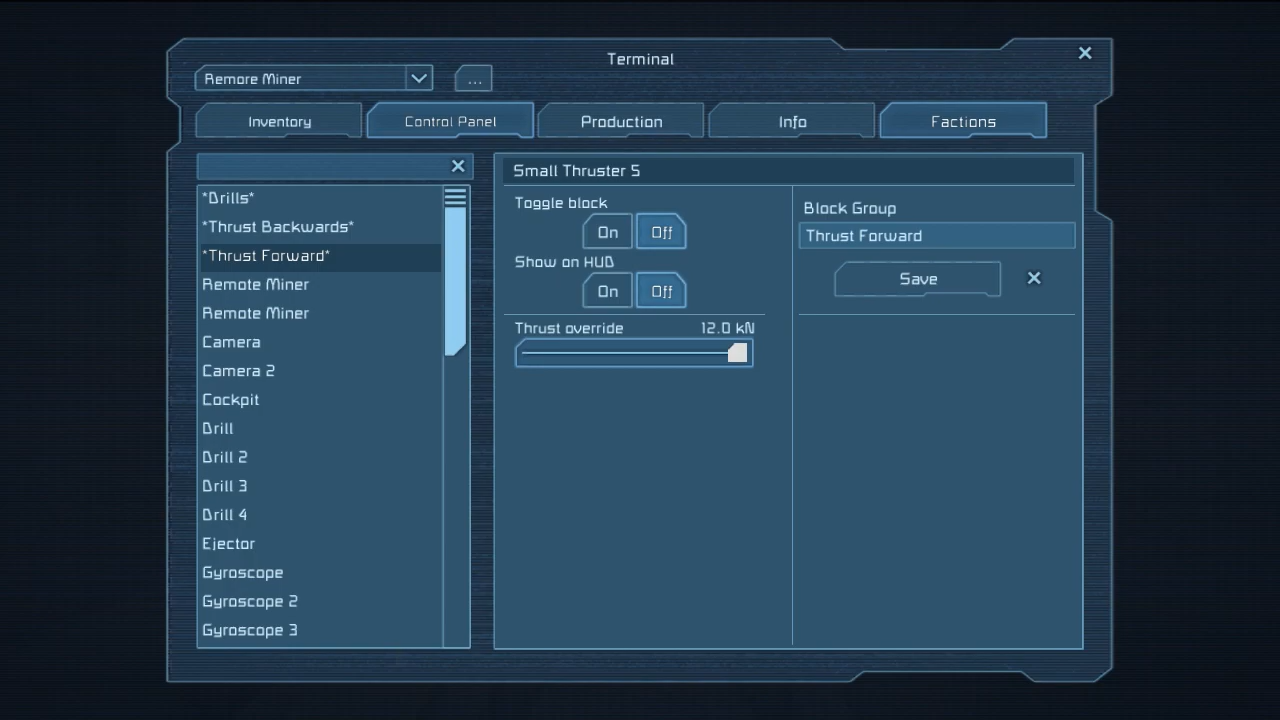 Terminal
Remore Miner
...
Inventory
Control Panel
Production
Info
Factions
*Drills*
*Thrust Backwards*
*Thrust Forward*
Remote Miner
Remote Miner
Camera
Camera 2
Cockpit
Drill
Drill 2
Drill 3
Drill 4
Ejector
Gyroscope
Gyroscope 2
Gyroscope 3
Small Thruster 5
Toggle block
On Off
Show on HUD
On Off
Thrust override 12.0 kN
Block Group
Thrust Forward
Save